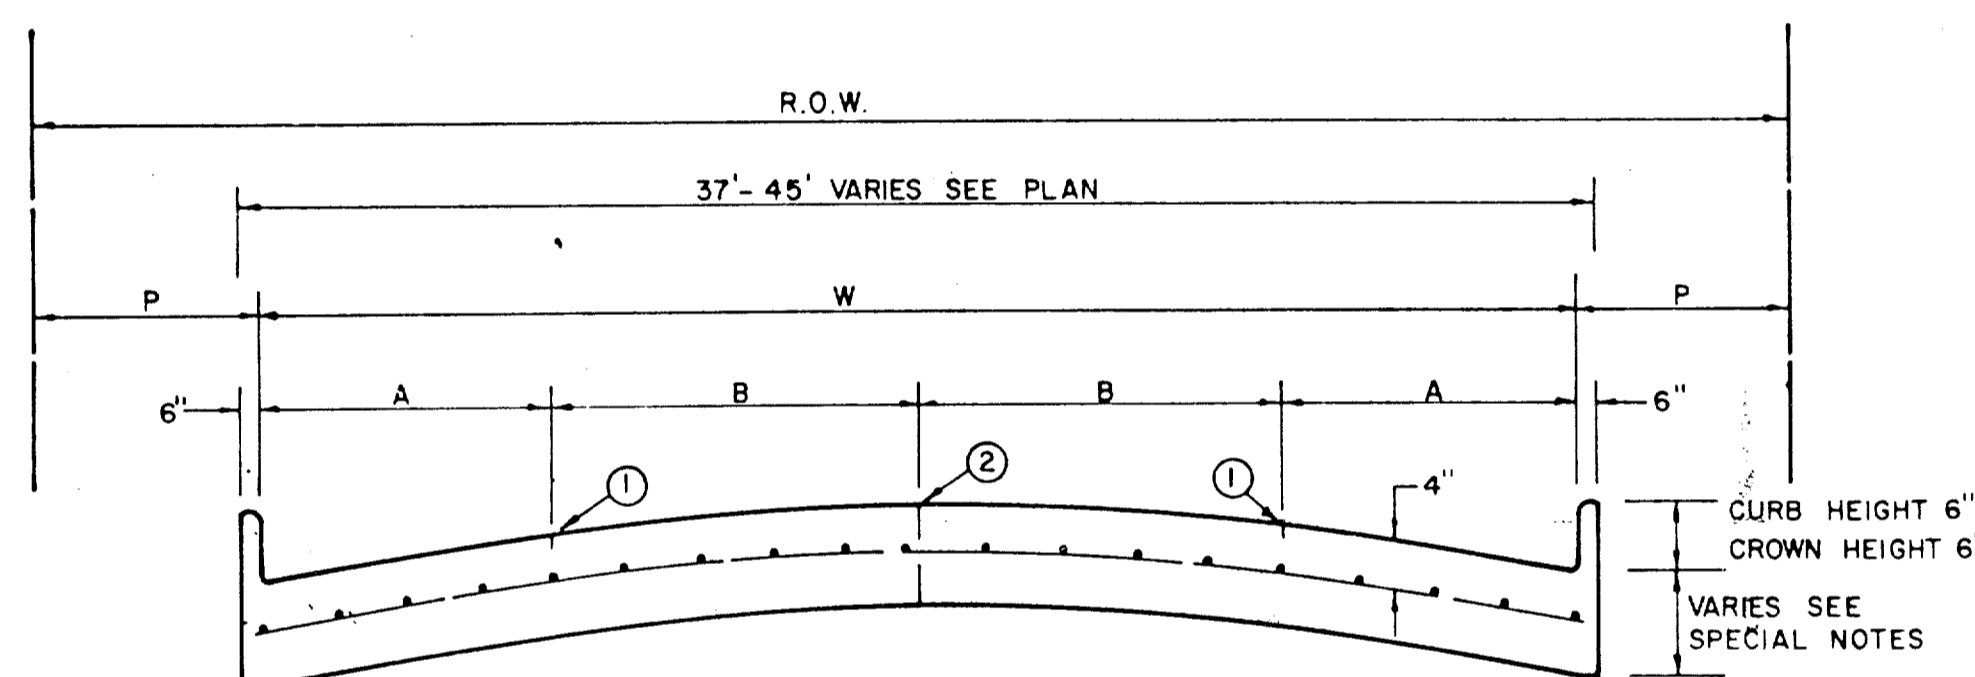 R.O.W.
37'- 45' VARIES SEE PLAN
P W P
6" A B B A 6"
1 2 1 4"
CURB HEIGHT 6"
CROWN HEIGHT 6"
VARIES SEE
SPECIAL NOTES